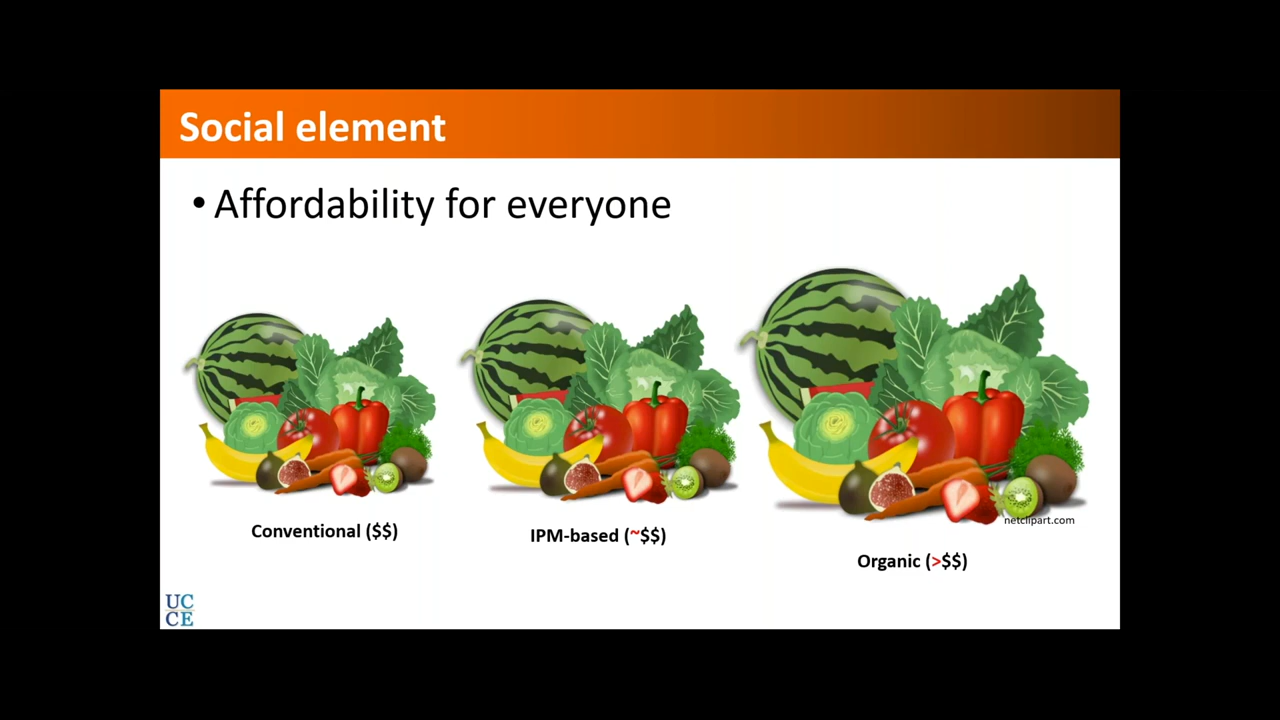 Social element
• Affordability for everyone
netclipart.com
Conventional ($$)
IPM-based (~$$)
Organic (>$$)
UC
CE